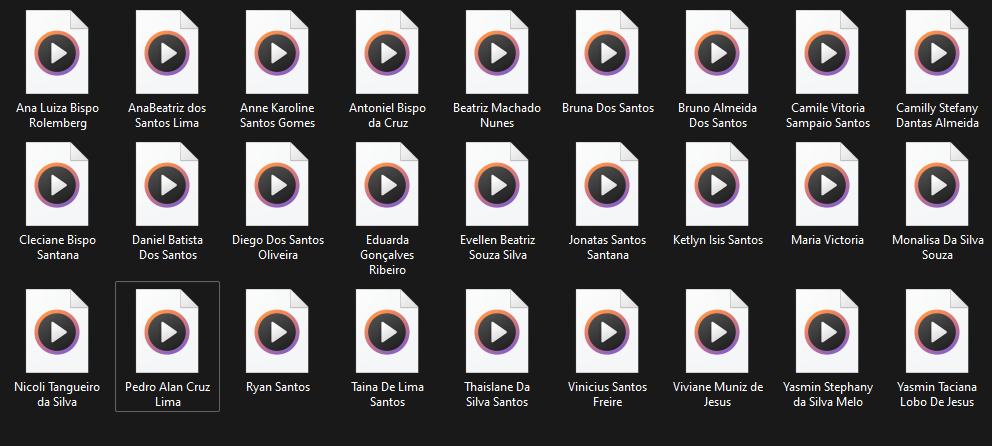 Ana Luiza Bispo
Rolemberg
AnaBeatriz dos
Santos Lima
Anne Karoline
Santos Gomes
Antoniel Bispo
da Cruz
Beatriz Machado
Nunes
Bruna Dos Santos
Bruno Almeida
Dos Santos
Camile Vitoria
Sampaio Santos
Camilly Stefany
Dantas Almeida
Cleciane Bispo
Santana
Daniel Batista
Dos Santos
Diego Dos Santos
Oliveira
Eduarda
Gonçalves
Ribeiro
Evellen Beatriz
Souza Silva
Jonatas Santos
Santana
Ketlyn Isis Santos
Maria Victoria
Monalisa Da Silva
Souza
Nicoli Tangueiro
da Silva
Pedro Alan Cruz
Lima
Ryan Santos
Taina De Lima
Santos
Thaislane Da
Silva Santos
Vinicius Santos
Freire
Viviane Muniz de
Jesus
Yasmin Stephany
da Silva Melo
Yasmin Taciana
Lobo De Jesus